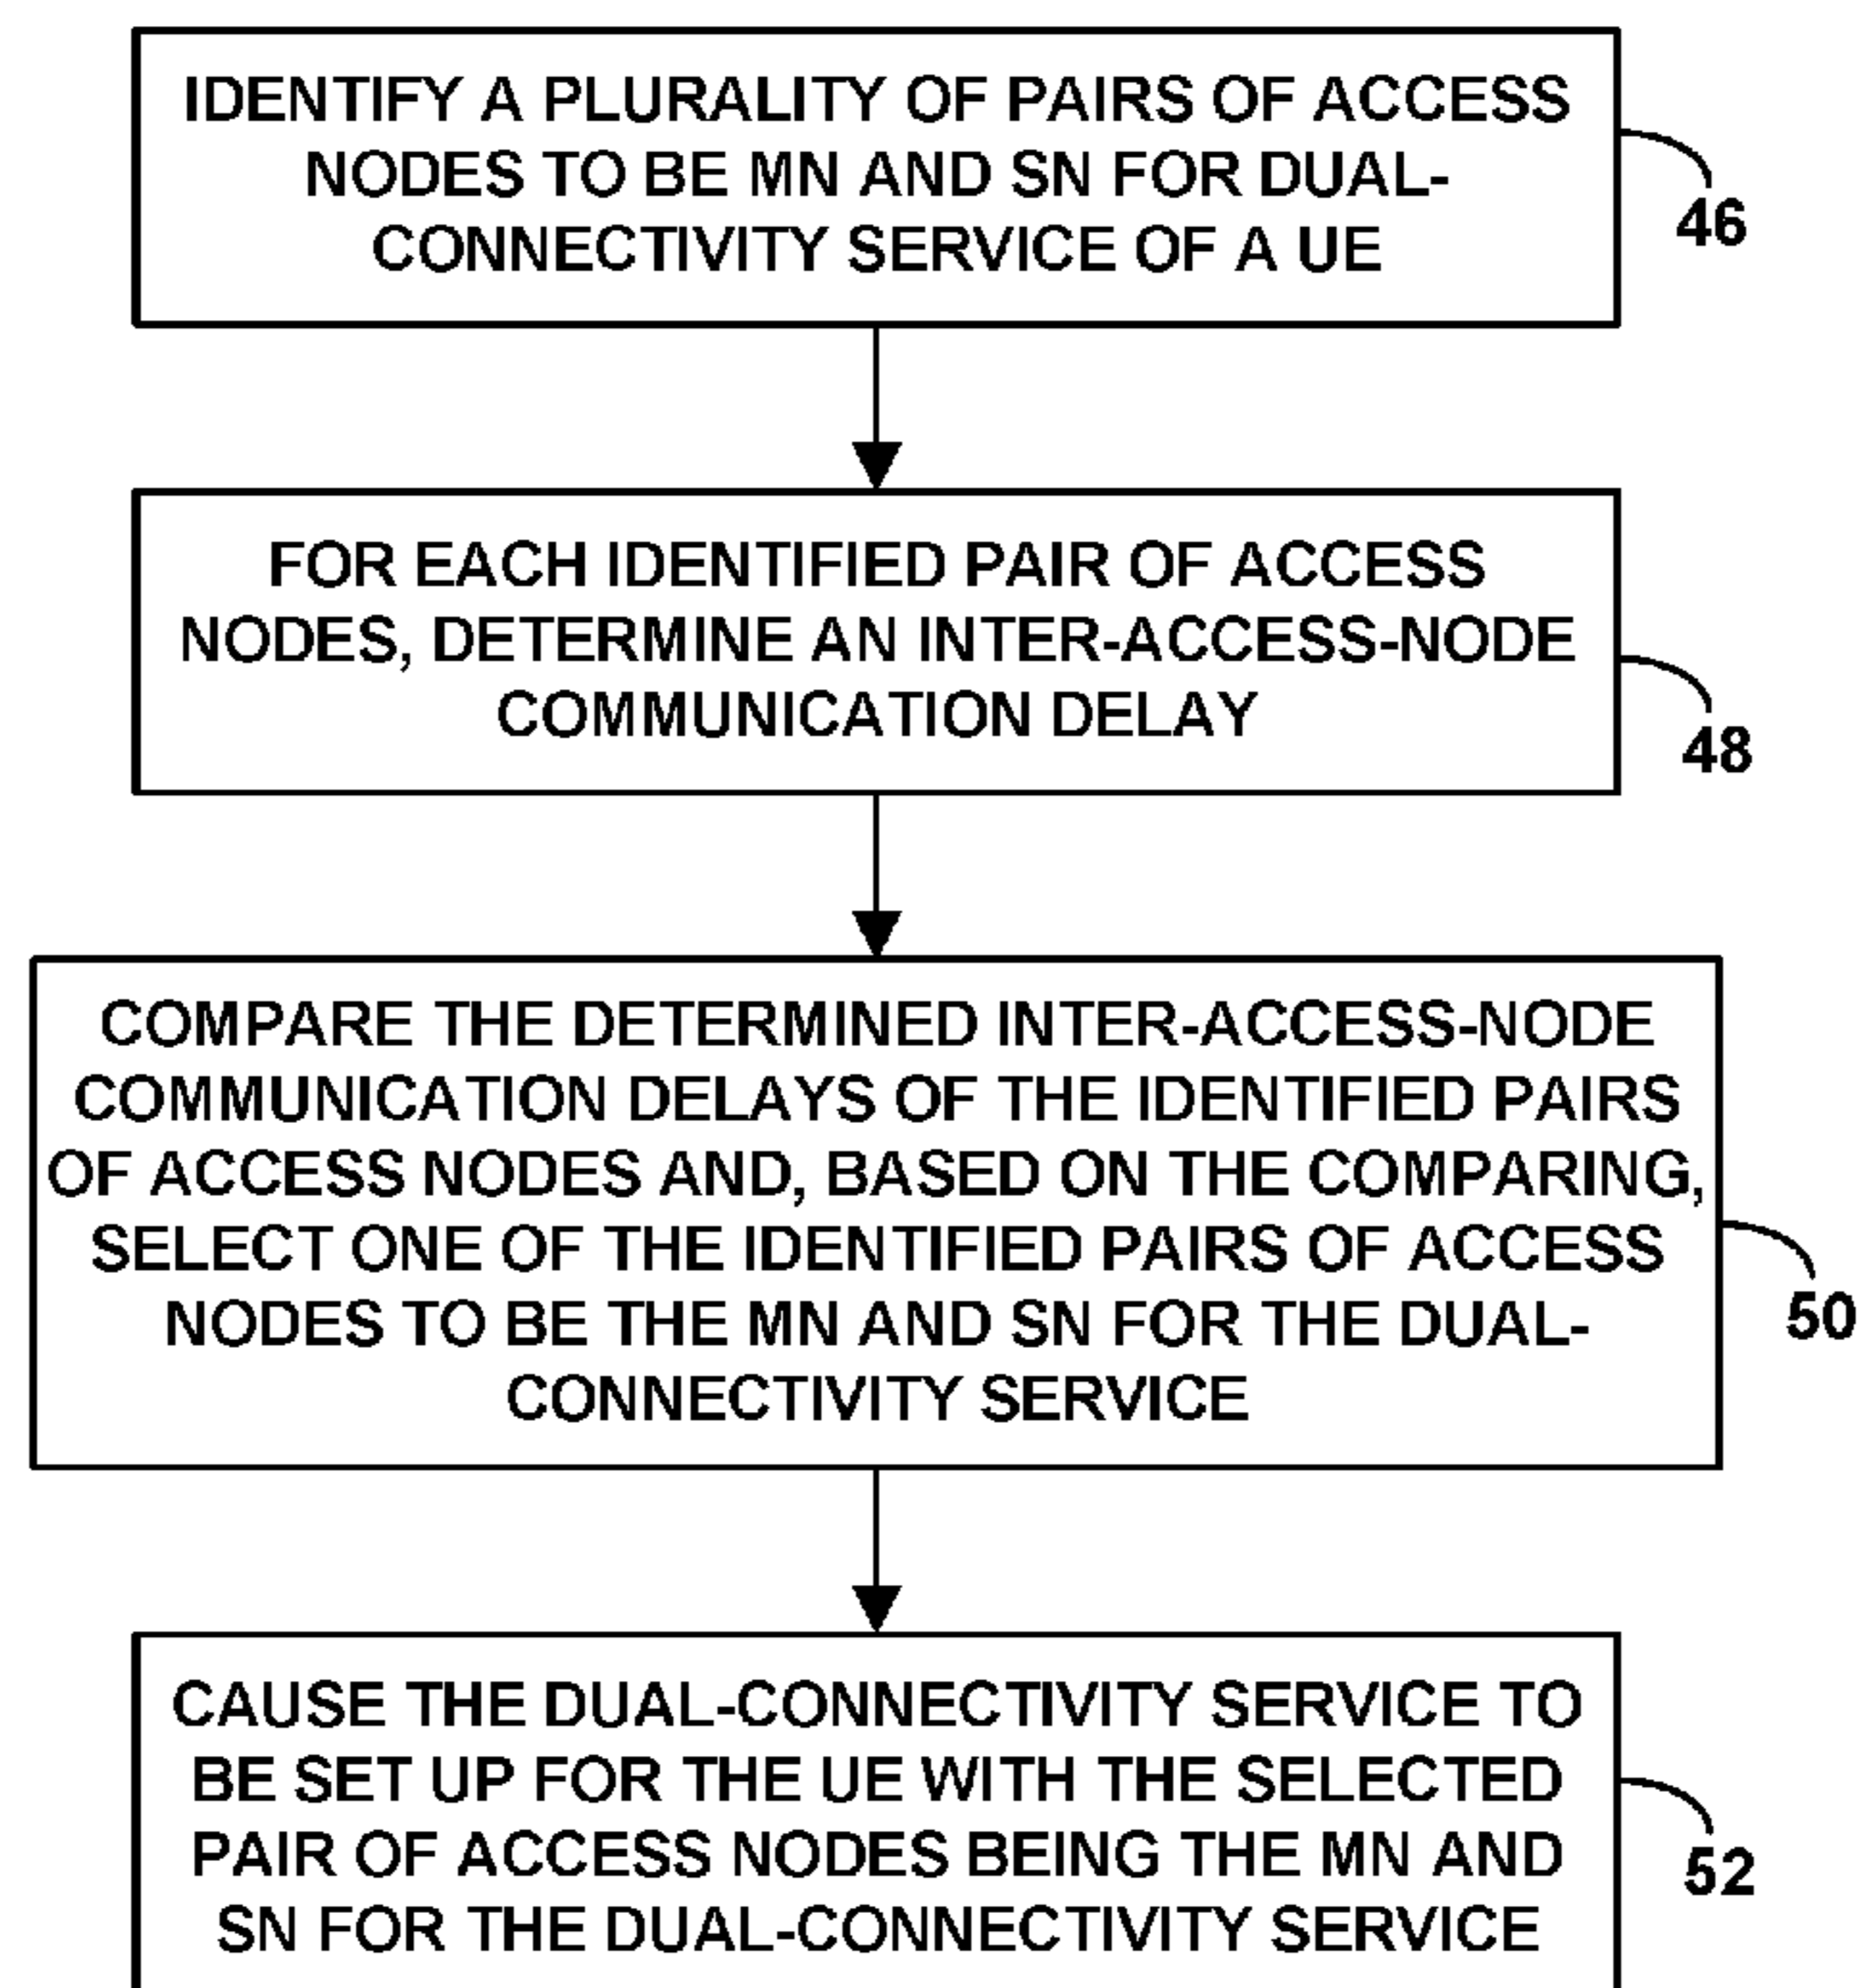 IDENTIFY A PLURALITY OF PAIRS OF ACCESS
NODES TO BE MN AND SN FOR DUAL-
CONNECTIVITY SERVICE OF A UE
46
FOR EACH IDENTIFIED PAIR OF ACCESS
NODES, DETERMINE AN INTER-ACCESS-NODE
COMMUNICATION DELAY
48
COMPARE THE DETERMINED INTER-ACCESS-NODE
COMMUNICATION DELAYS OF THE IDENTIFIED PAIRS
OF ACCESS NODES AND, BASED ON THE COMPARING,
SELECT ONE OF THE IDENTIFIED PAIRS OF ACCESS
NODES TO BE THE MN AND SN FOR THE DUAL-
CONNECTIVITY SERVICE
50
CAUSE THE DUAL-CONNECTIVITY SERVICE TO
BE SET UP FOR THE UE WITH THE SELECTED
PAIR OF ACCESS NODES BEING THE MN AND
SN FOR THE DUAL-CONNECTIVITY SERVICE
52